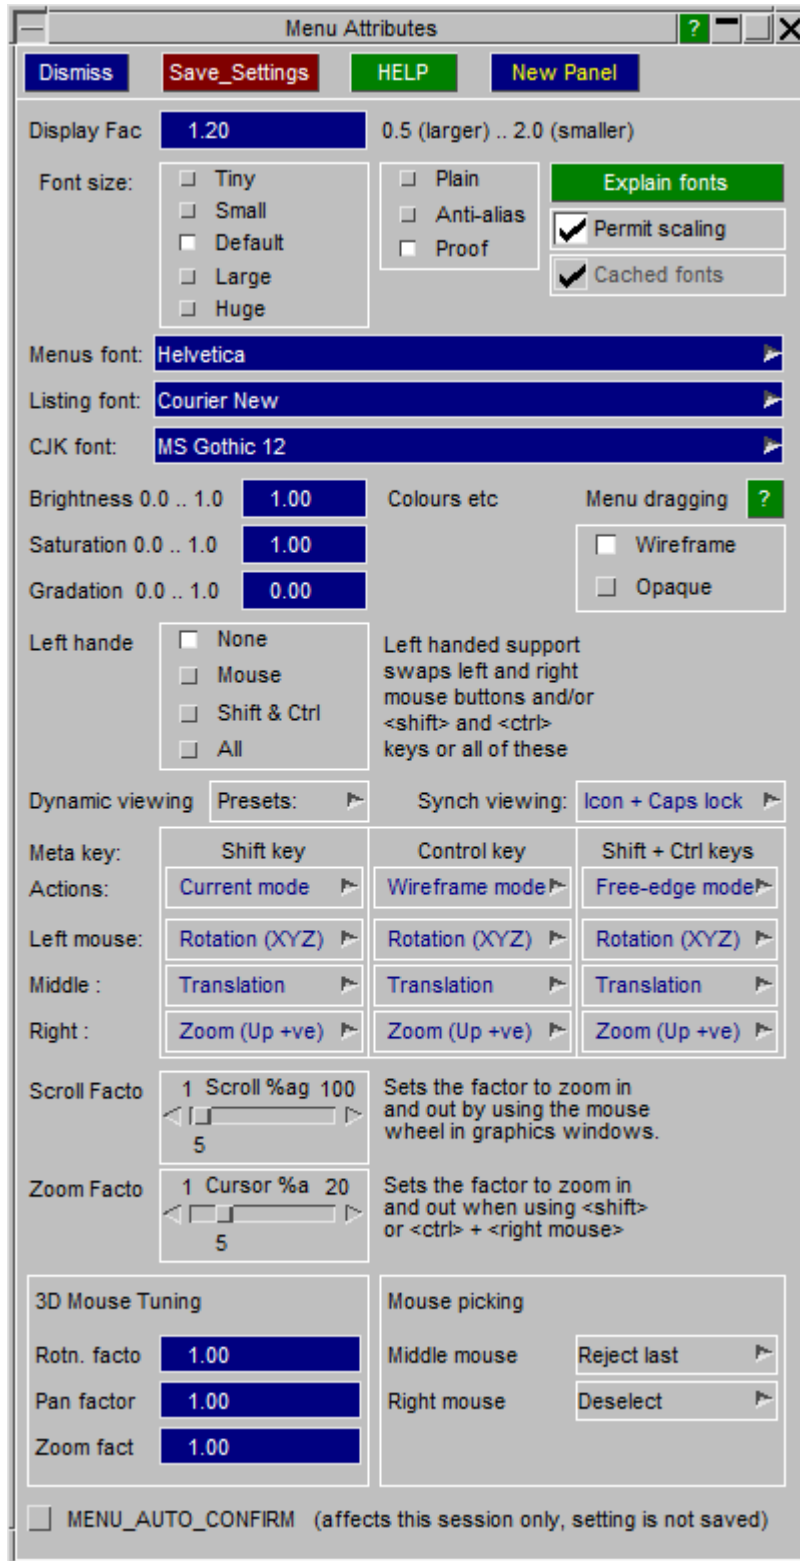 Menu Attributes ?
Dismiss Save_Settings HELP New Panel
Display Fac 1.20 0.5 (larger) .. 2.0 (smaller)
Font size: Tiny Plain Explain fonts
Small Anti-alias Permit scaling
Default Proof Cached fonts
Large
Huge
Menus font: Helvetica
Listing font: Courier New
CJK font: MS Gothic 12
Brightness 0.0 .. 1.0 1.00 Colours etc Menu dragging ?
Saturation 0.0 .. 1.0 1.00 Wireframe
Gradation 0.0 .. 1.0 0.00 Opaque
Left hande None Left handed support
Mouse swaps left and right
mouse buttons and/or
Shift & Ctrl <shift> and <ctrl>
All keys or all of these
Dynamic viewing Presets: Synch viewing: Icon + Caps lock
Meta key: Shift key Control key Shift + Ctrl keys
Actions: Current mode Wireframe mode Free-edge mode
Left mouse: Rotation (XYZ) Rotation (XYZ) Rotation (XYZ)
Middle : Translation Translation Translation
Right : Zoom (Up +ve) Zoom (Up +ve) Zoom (Up +ve)
Scroll Facto 1 Scroll %ag 100 Sets the factor to zoom in
and out by using the mouse
5 wheel in graphics windows.
Zoom Facto 1 Cursor %a 20 Sets the factor to zoom in
and out when using <shift>
5 or <ctrl> + <right mouse>
3D Mouse Tuning Mouse picking
Rotn. facto 1.00 Middle mouse Reject last
Pan factor 1.00 Right mouse Deselect
Zoom fact 1.00
MENU_AUTO_CONFIRM (affects this session only, setting is not saved)